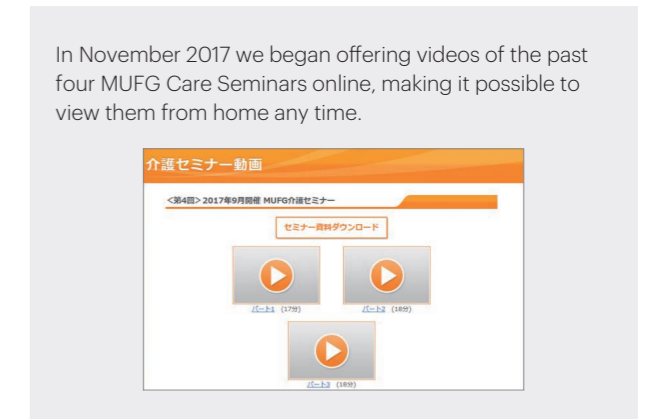 In November 2017 we began offering videos of the past
four MUFG Care Seminars online, making it possible to
view them from home any time.
介護セミナー動画
<第4回> 2017年9月開催 MUFG介護セミナー
セミナー資料ダウンロード
パート1 (17分) パート2 (18分)
パート3 (18分)